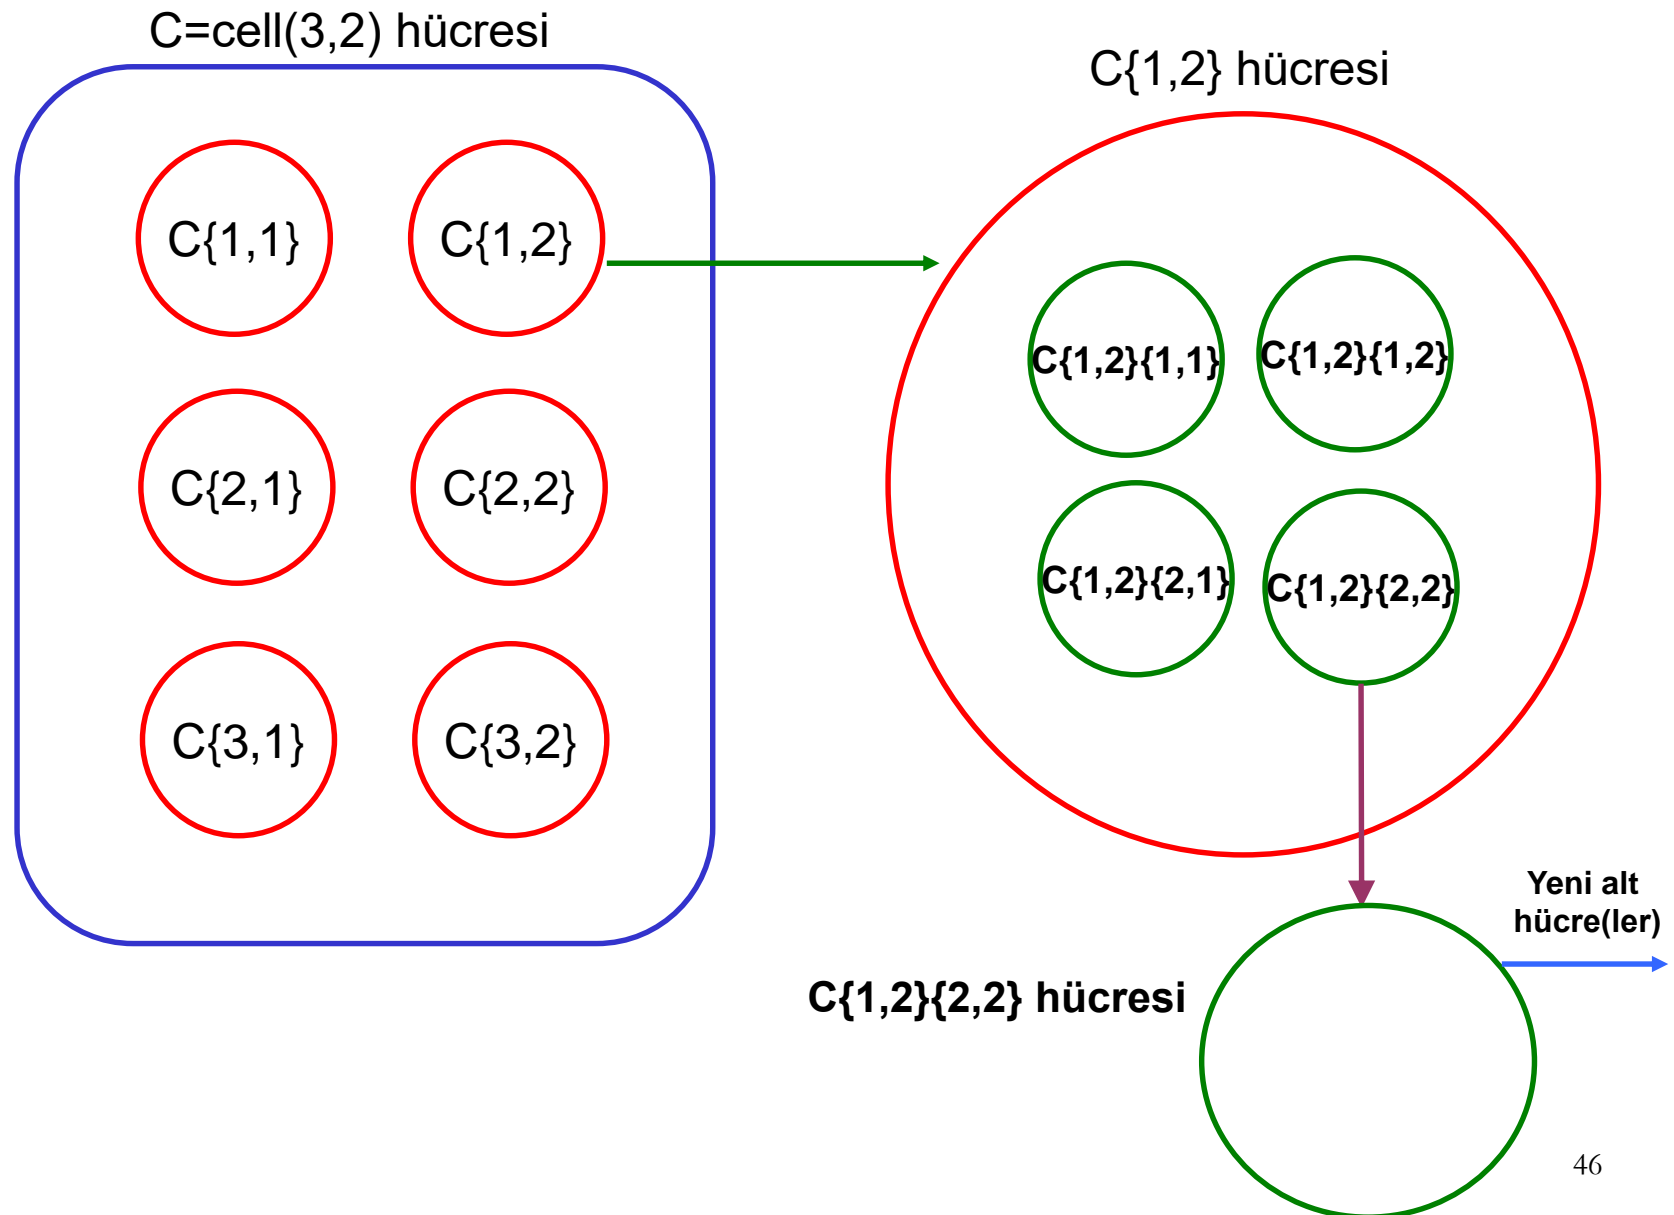 C=cell(3,2) hücresi
C{1,1}
C{1,2}
C{2,1}
C{2,2}
C{3,1}
C{3,2}
C{1,2} hücresi
C{1,2}{1,1}
C{1,2}{1,2}
C{1,2}{2,1}
C{1,2}{2,2}
Yeni alt
hücre(ler)
C{1,2}{2,2} hücresi
46